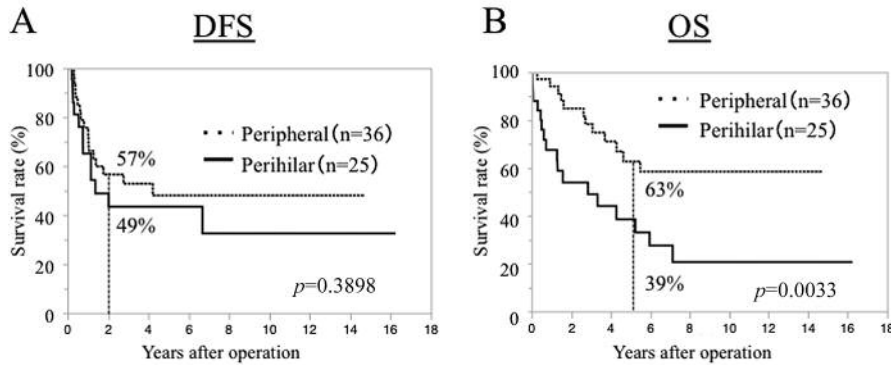 A
DFS
Survival rate (%)
100
80
60
40
20
0
Peripheral(n=36)
Perihilar(n=25)
57%
49%
p=0.3898
0 2 4 6 8 10 12 14 16 18
Years after operation
B
OS
Survival rate (%)
100
80
60
40
20
0
Peripheral(n=36)
Perihilar(n=25)
63%
39%
p=0.0033
0 2 4 6 8 10 12 14 16 18
Years after operation